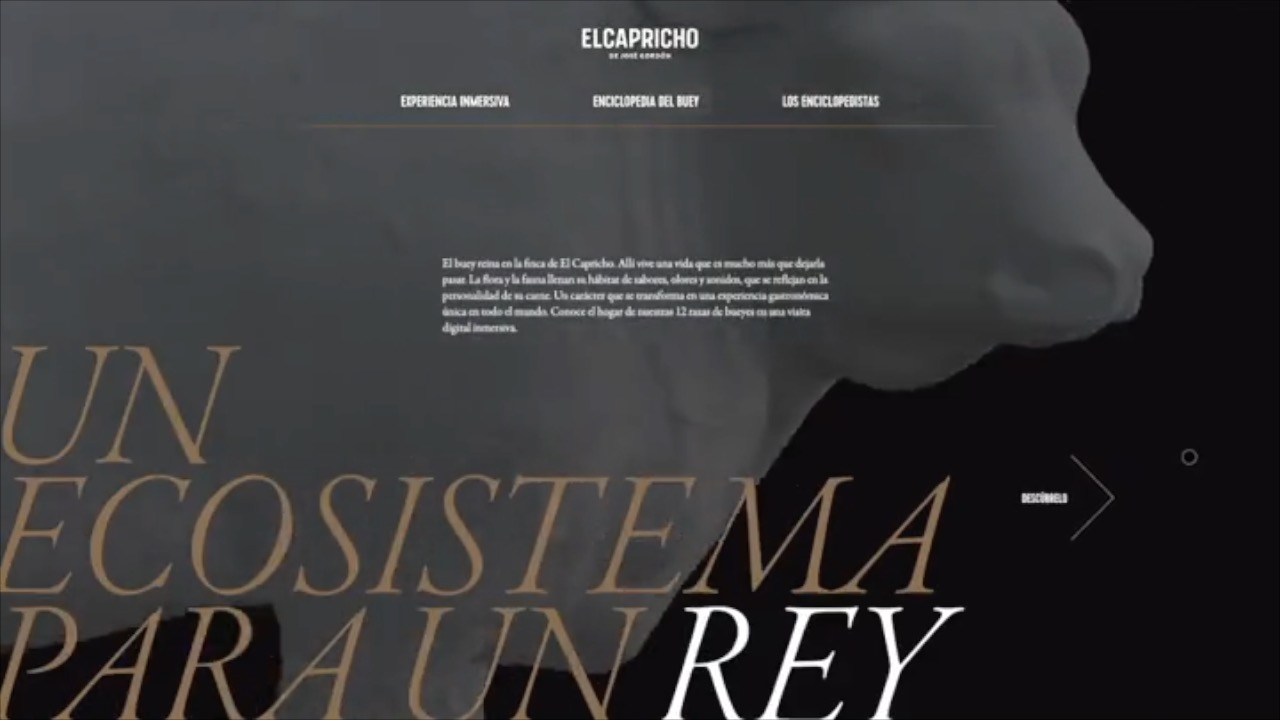 ELCAPRICHO
DE JOSÉ GORDÓN
EXPERIENCIA INMERSIVA
ENCICLOPEDIA DEL BUEY
LOS ENCICLOPEDISTAS
El buey reina en la finca de El Capricho. Allí vive una vida que es mucho más que dejarla
pasar. La flora y la fauna llenan su hábitat de sabores, olores y sonidos, que se reflejan en la
personalidad de su carne. Un carácter que se transforma en una experiencia gastronómica
única en todo el mundo. Conoce el hogar de nuestras 12 razas de bueyes en una visita
digital inmersiva.
UN
ECOSISTEMA
PARA UN REY
DESCÚBRELO